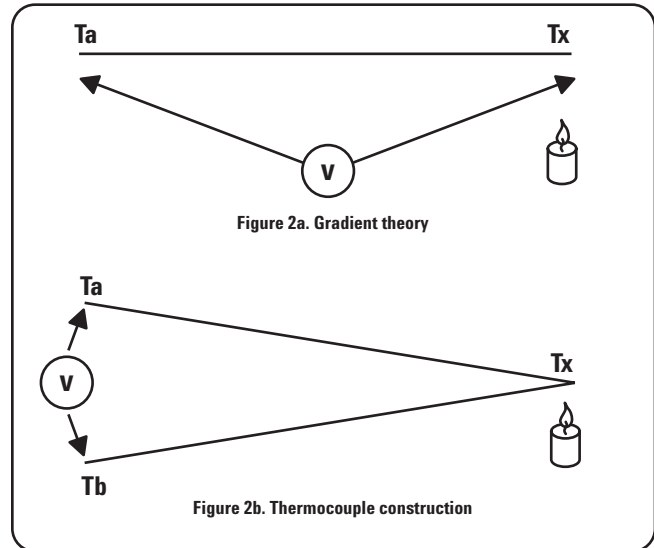 Ta Tx
V
Figure 2a. Gradient theory
Ta
V Tx
Tb
Figure 2b. Thermocouple construction